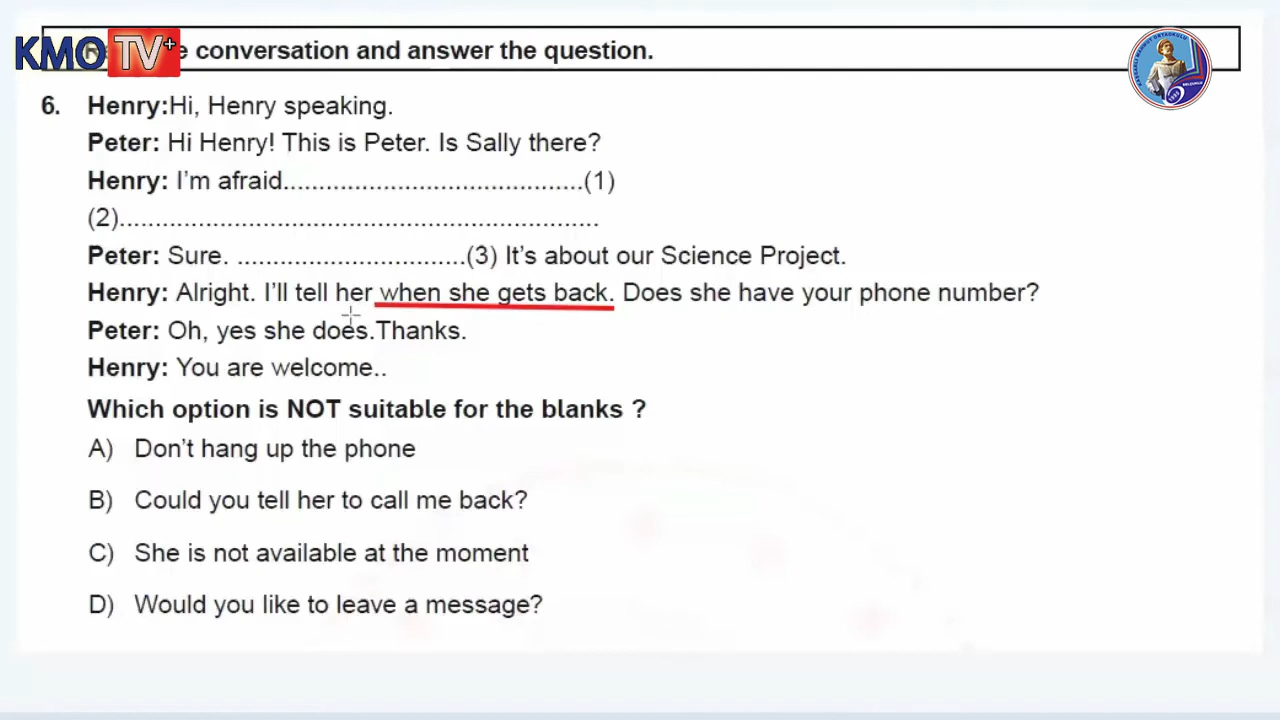 KMO TV+
e conversation and answer the question.
6. Henry:Hi, Henry speaking.
Peter: Hi Henry! This is Peter. Is Sally there?
Henry: I'm afraid..........................................(1)
(2)...................................................................
Peter: Sure. ................................(3) It's about our Science Project.
Henry: Alright. I'll tell her when she gets back. Does she have your phone number?
Peter: Oh, yes she does.Thanks.
Henry: You are welcome..
Which option is NOT suitable for the blanks ?
A) Don't hang up the phone
B) Could you tell her to call me back?
C) She is not available at the moment
D) Would you like to leave a message?